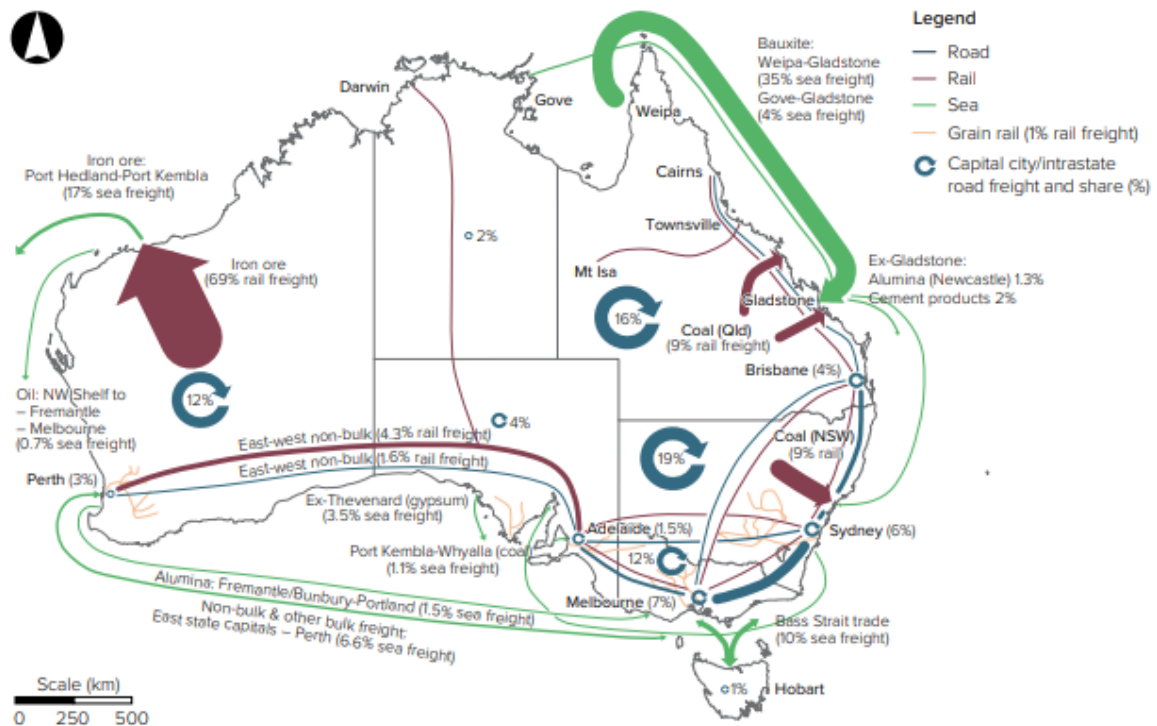 Legend
Road
Rail
Sea
Grain rail (1% rail freight)
Capital city/intrastate
road freight and share (%)
Bauxite:
Weipa-Gladstone
(35% sea freight)
Gove-Gladstone
(4% sea freight)
Darwin
Gove
Weipa
Iron ore:
Port Hedland-Port Kembla
(17% sea freight)
Cairns
Townsville
2%
Iron ore
(69% rail freight)
Mt Isa
Ex-Gladstone:
Alumina (Newcastle) 1.3%
Cement products 2%
Gladstone
16%
Coal (Qld)
(9% rail freight)
Brisbane (4%)
12%
Oil: NW Shelf to
– Fremantle
– Melbourne
(0.7% sea freight)
4%
East-west non-bulk (4.3% rail freight)
East-west non-bulk (1.6% rail freight)
Coal (NSW)
(9% rail)
19%
Perth (3%)
Ex-Thevenard (gypsum)
(3.5% sea freight)
Adelaide (1.5%)
Sydney (6%)
Port Kembla-Whyalla (coal)
(1.1% sea freight)
12%
Alumina: Fremantle/Bunbury-Portland (1.5% sea freight)
Melbourne (7%)
Non-bulk & other bulk freight:
East state capitals – Perth (6.6% sea freight)
Bass Strait trade
(10% sea freight)
1%
Hobart
Scale (km)
0 250 500